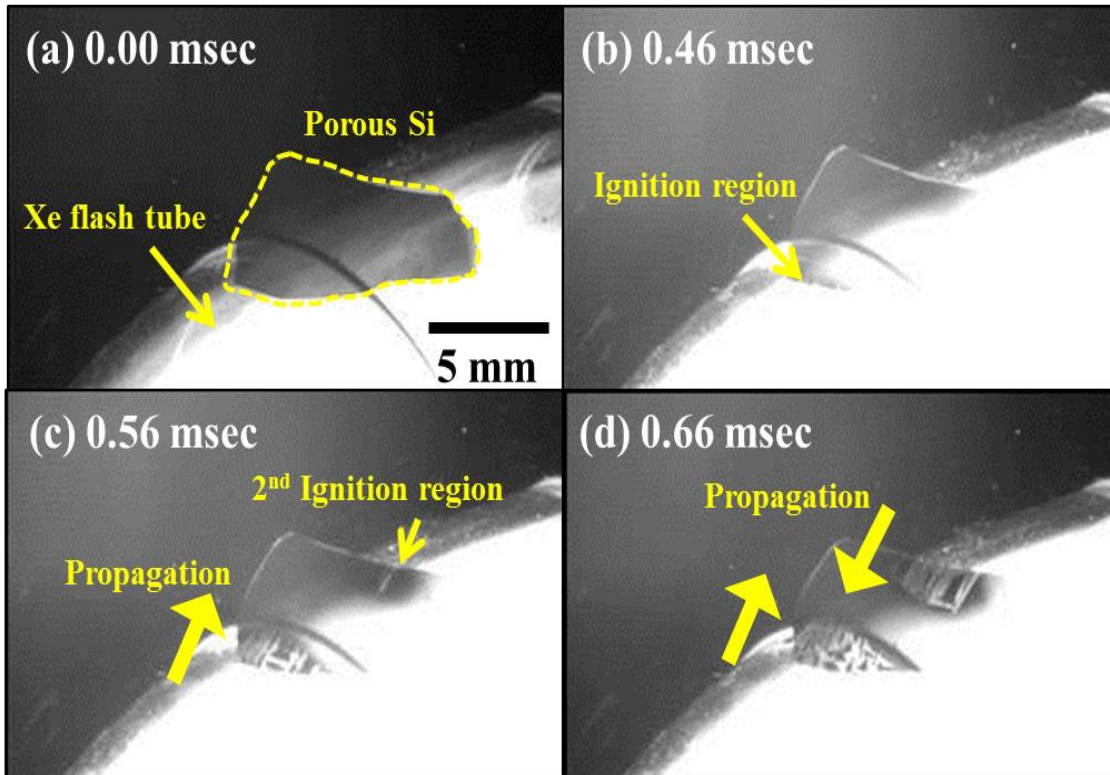 (a) 0.00 msec
Porous Si
Xe flash tube
5 mm
(b) 0.46 msec
Ignition region
(c) 0.56 msec
2nd Ignition region
Propagation
(d) 0.66 msec
Propagation